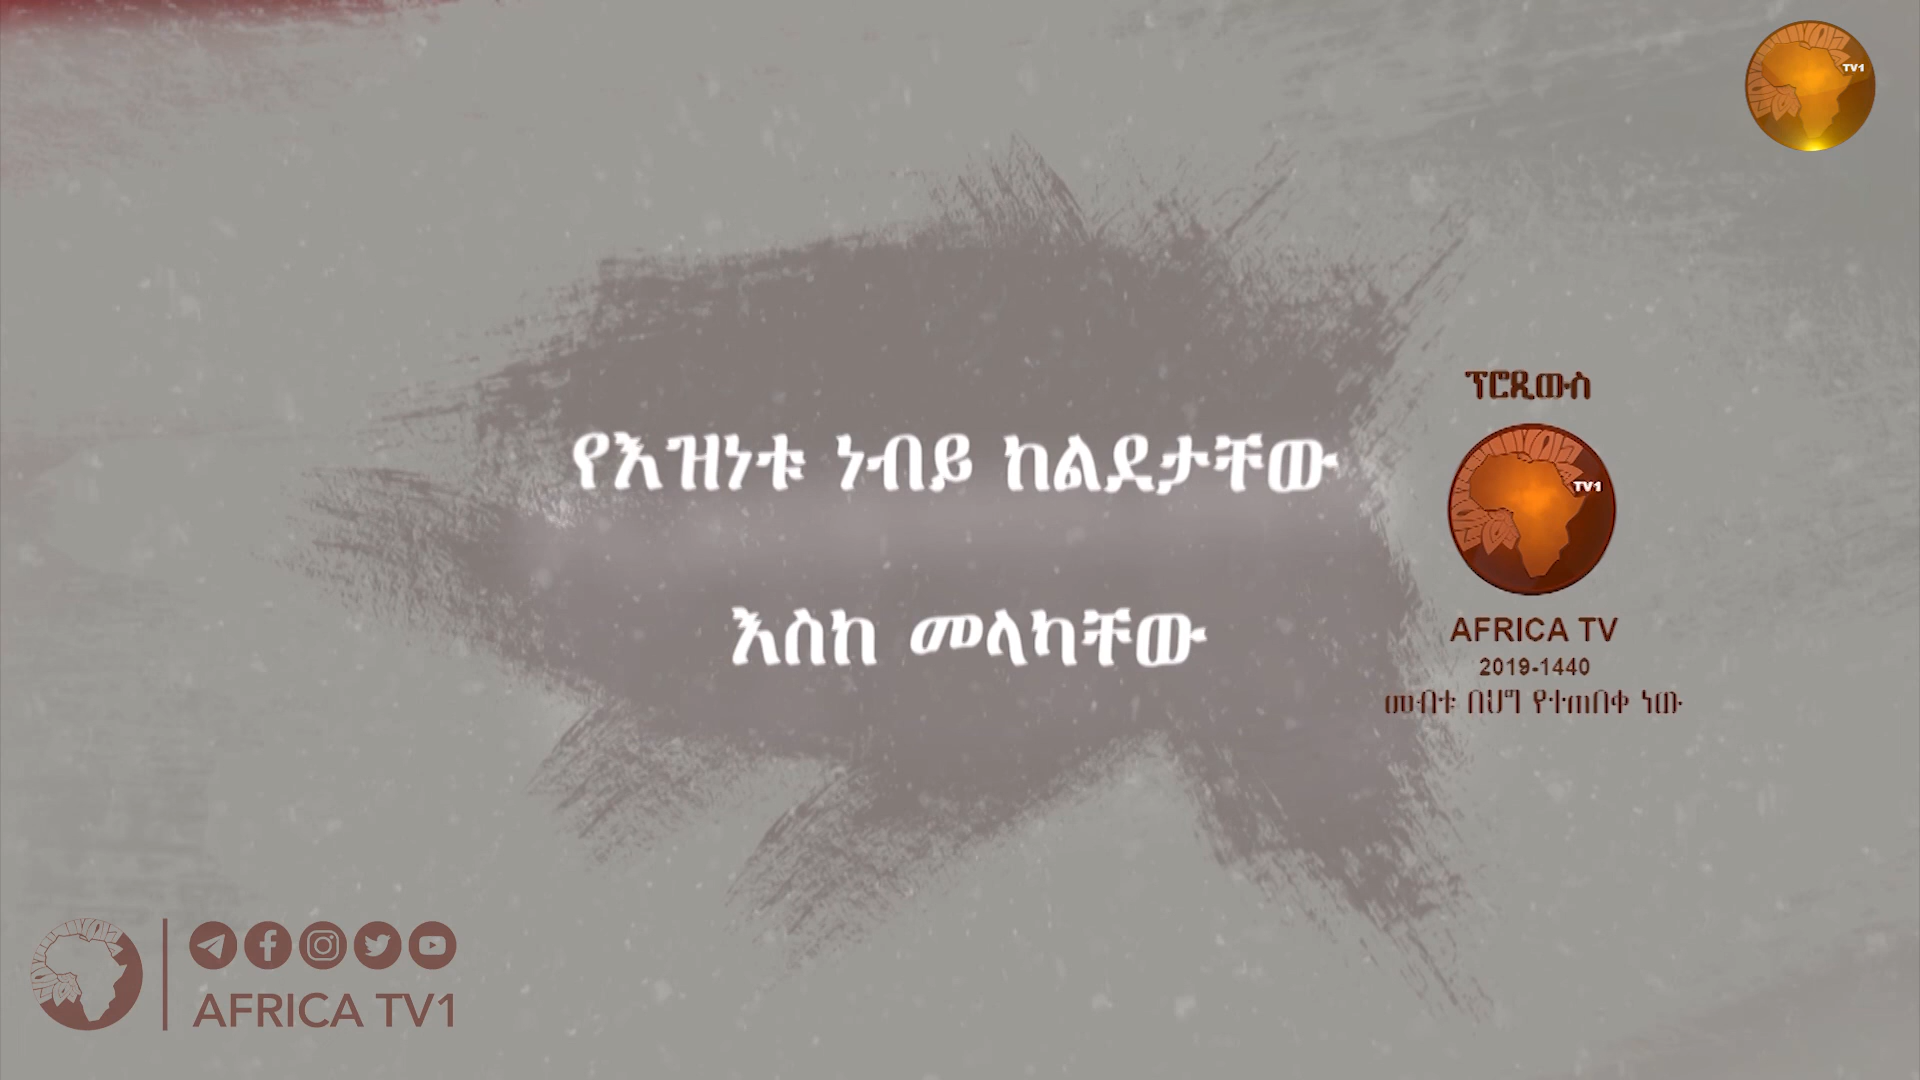 TV1
ፕሮዲውስ
የእዝነቱ ነብይ ከልደታቸው
TV1
እስከ መላካቸው
AFRICA TV
2019-1440
መብቱ በህግ የተጠበቀ ነው
AFRICA TV1